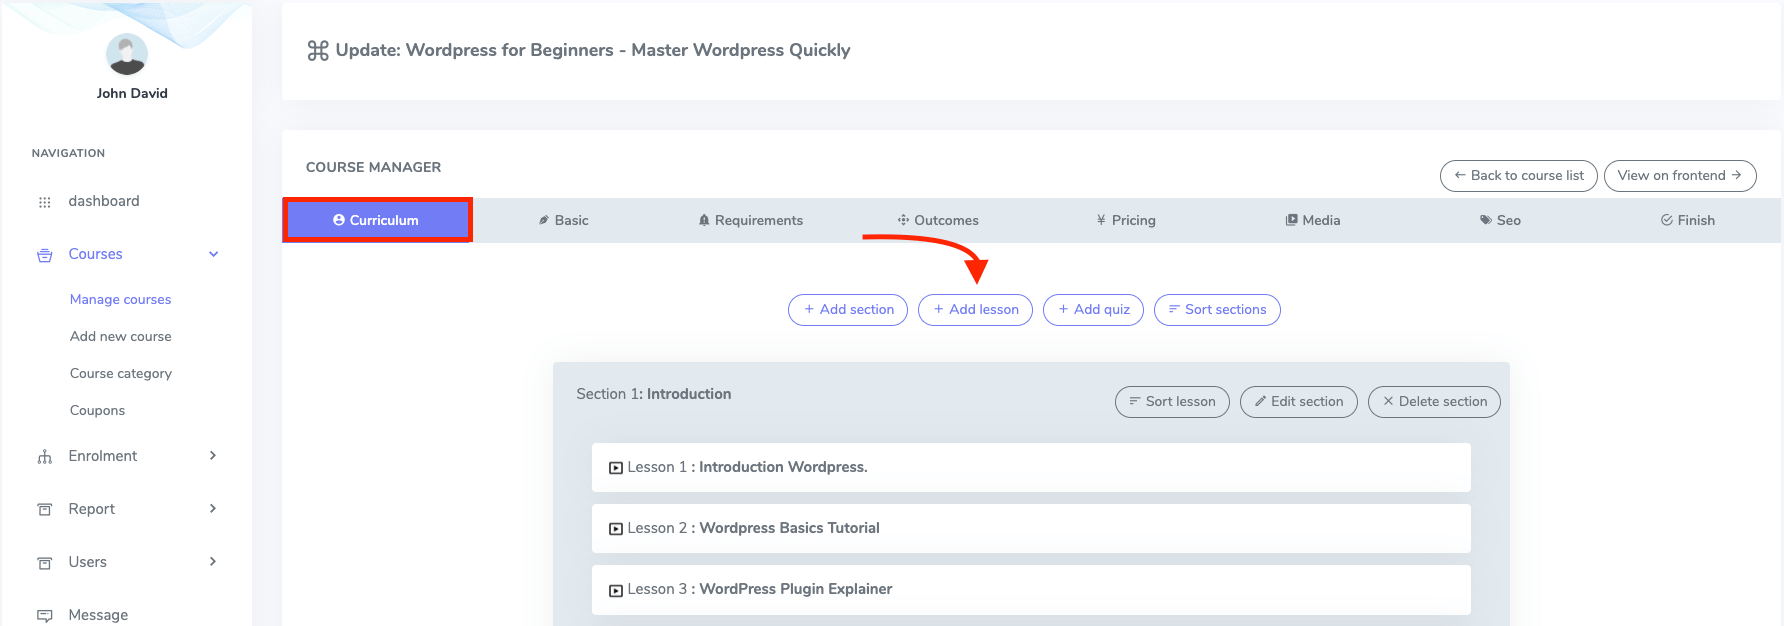 John David
NAVIGATION
dashboard
Courses
Manage courses
Add new course
Course category
Coupons
Enrolment
Report
Users
Message
Update: Wordpress for Beginners - Master Wordpress Quickly
COURSE MANAGER
← Back to course list
View on frontend →
Curriculum
Basic
Requirements
Outcomes
¥ Pricing
Media
Seo
Finish
+ Add section
+ Add lesson
+ Add quiz
Sort sections
Section 1: Introduction
Sort lesson
Edit section
× Delete section
Lesson 1 : Introduction Wordpress.
Lesson 2 : Wordpress Basics Tutorial
Lesson 3 : WordPress Plugin Explainer